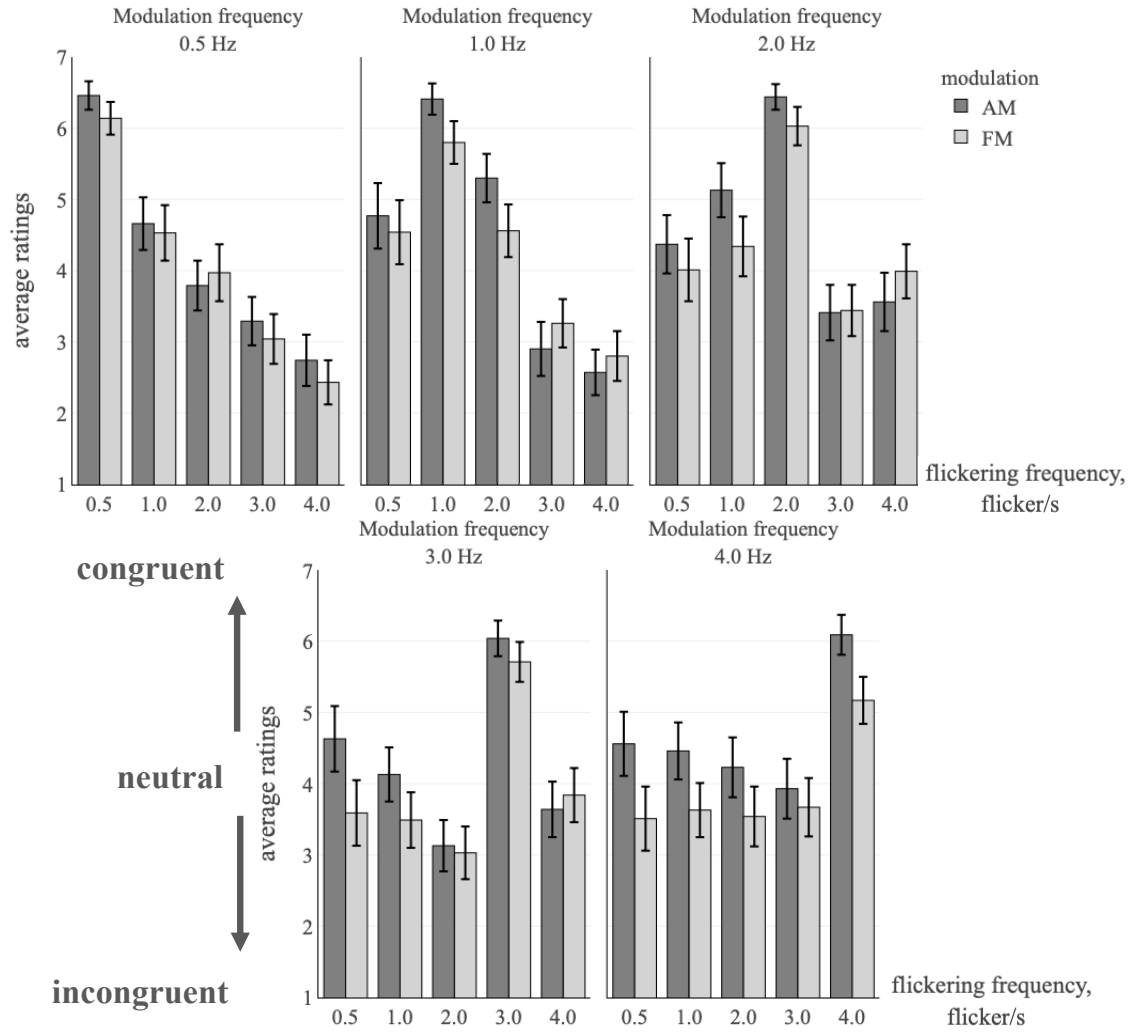 Modulation frequency
0.5 Hz
Modulation frequency
1.0 Hz
Modulation frequency
2.0 Hz
modulation
AM
FM
average ratings
7
6
5
4
3
2
1
0.5 1.0 2.0 3.0 4.0
0.5 1.0 2.0 3.0 4.0
0.5 1.0 2.0 3.0 4.0
flickering frequency,
flicker/s
congruent
neutral
incongruent
Modulation frequency
3.0 Hz
Modulation frequency
4.0 Hz
average ratings
7
6
5
4
3
2
1
0.5 1.0 2.0 3.0 4.0
0.5 1.0 2.0 3.0 4.0
flickering frequency,
flicker/s